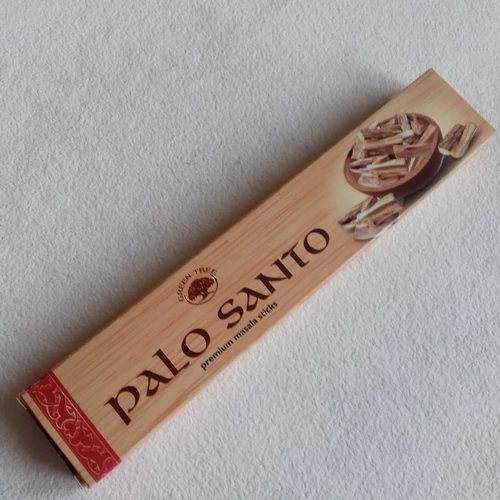 GREEN TREE
PALO SANTO
premium masala sticks